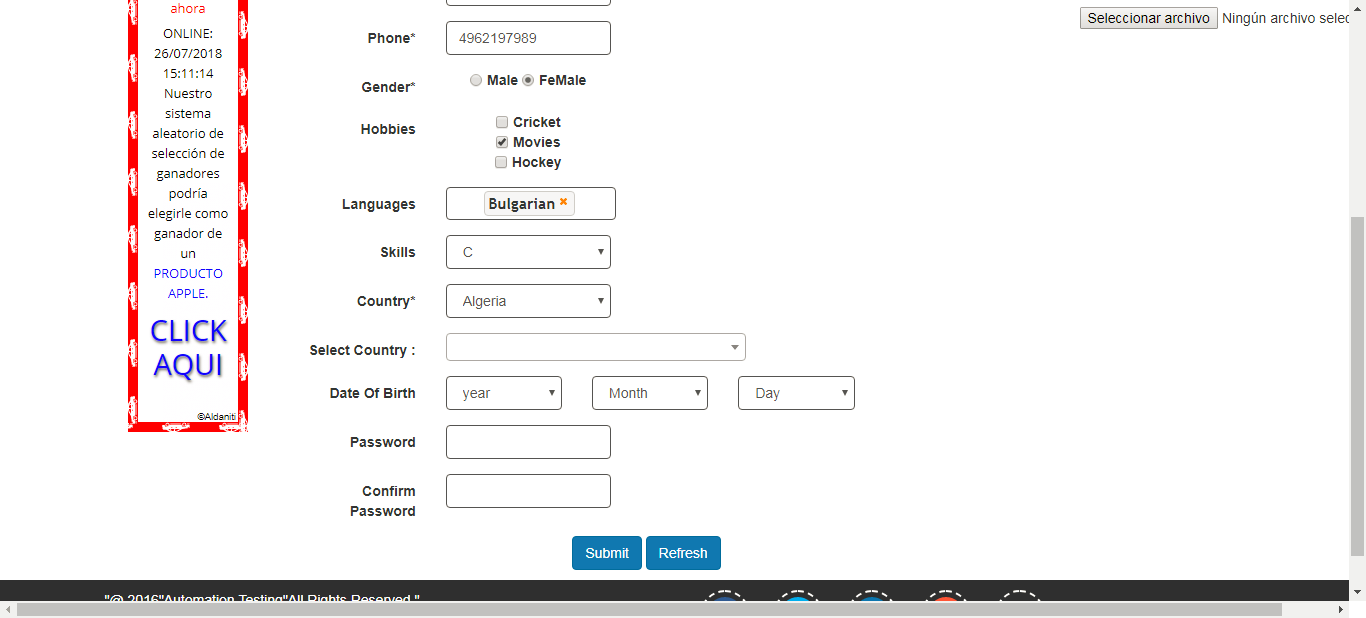 ahora
ONLINE:
26/07/2018
15:11:14
Nuestro
sistema
aleatorio de
selección de
ganadores
podría
elegirle como
ganador de
un
PRODUCTO
APPLE.
CLICK
AQUI
©Aldaniti
Seleccionar archivo Ningún archivo selec
Phone* 4962197989
Gender* Male FeMale
Hobbies
Cricket
Movies
Hockey
Languages Bulgarian
Skills C
Country* Algeria
Select Country :
Date Of Birth year Month Day
Password
Confirm
Password
Submit Refresh
"@ 2016"Automation Testing"All Rights Reserved."